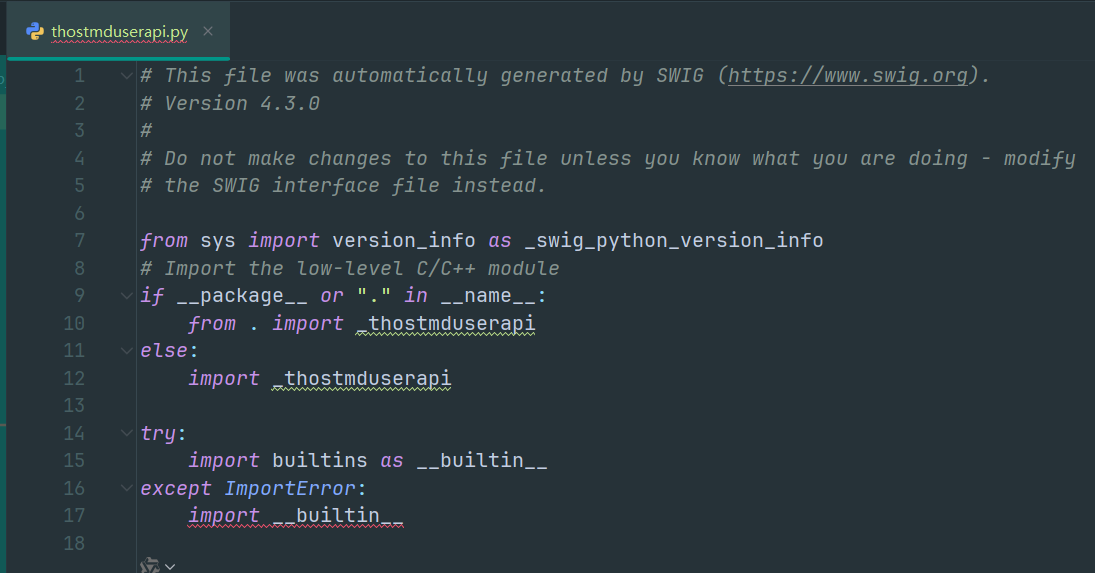 thostmduserapi.py
1 # This file was automatically generated by SWIG (https://www.swig.org).
2 # Version 4.3.0
3 #
4 # Do not make changes to this file unless you know what you are doing - modify
5 # the SWIG interface file instead.
6
7 from sys import version_info as _swig_python_version_info
8 # Import the low-level C/C++ module
9 if __package__ or "." in __name__:
10     from . import _thostmduserapi
11 else:
12     import _thostmduserapi
13
14 try:
15     import builtins as __builtin__
16 except ImportError:
17     import __builtin__
18